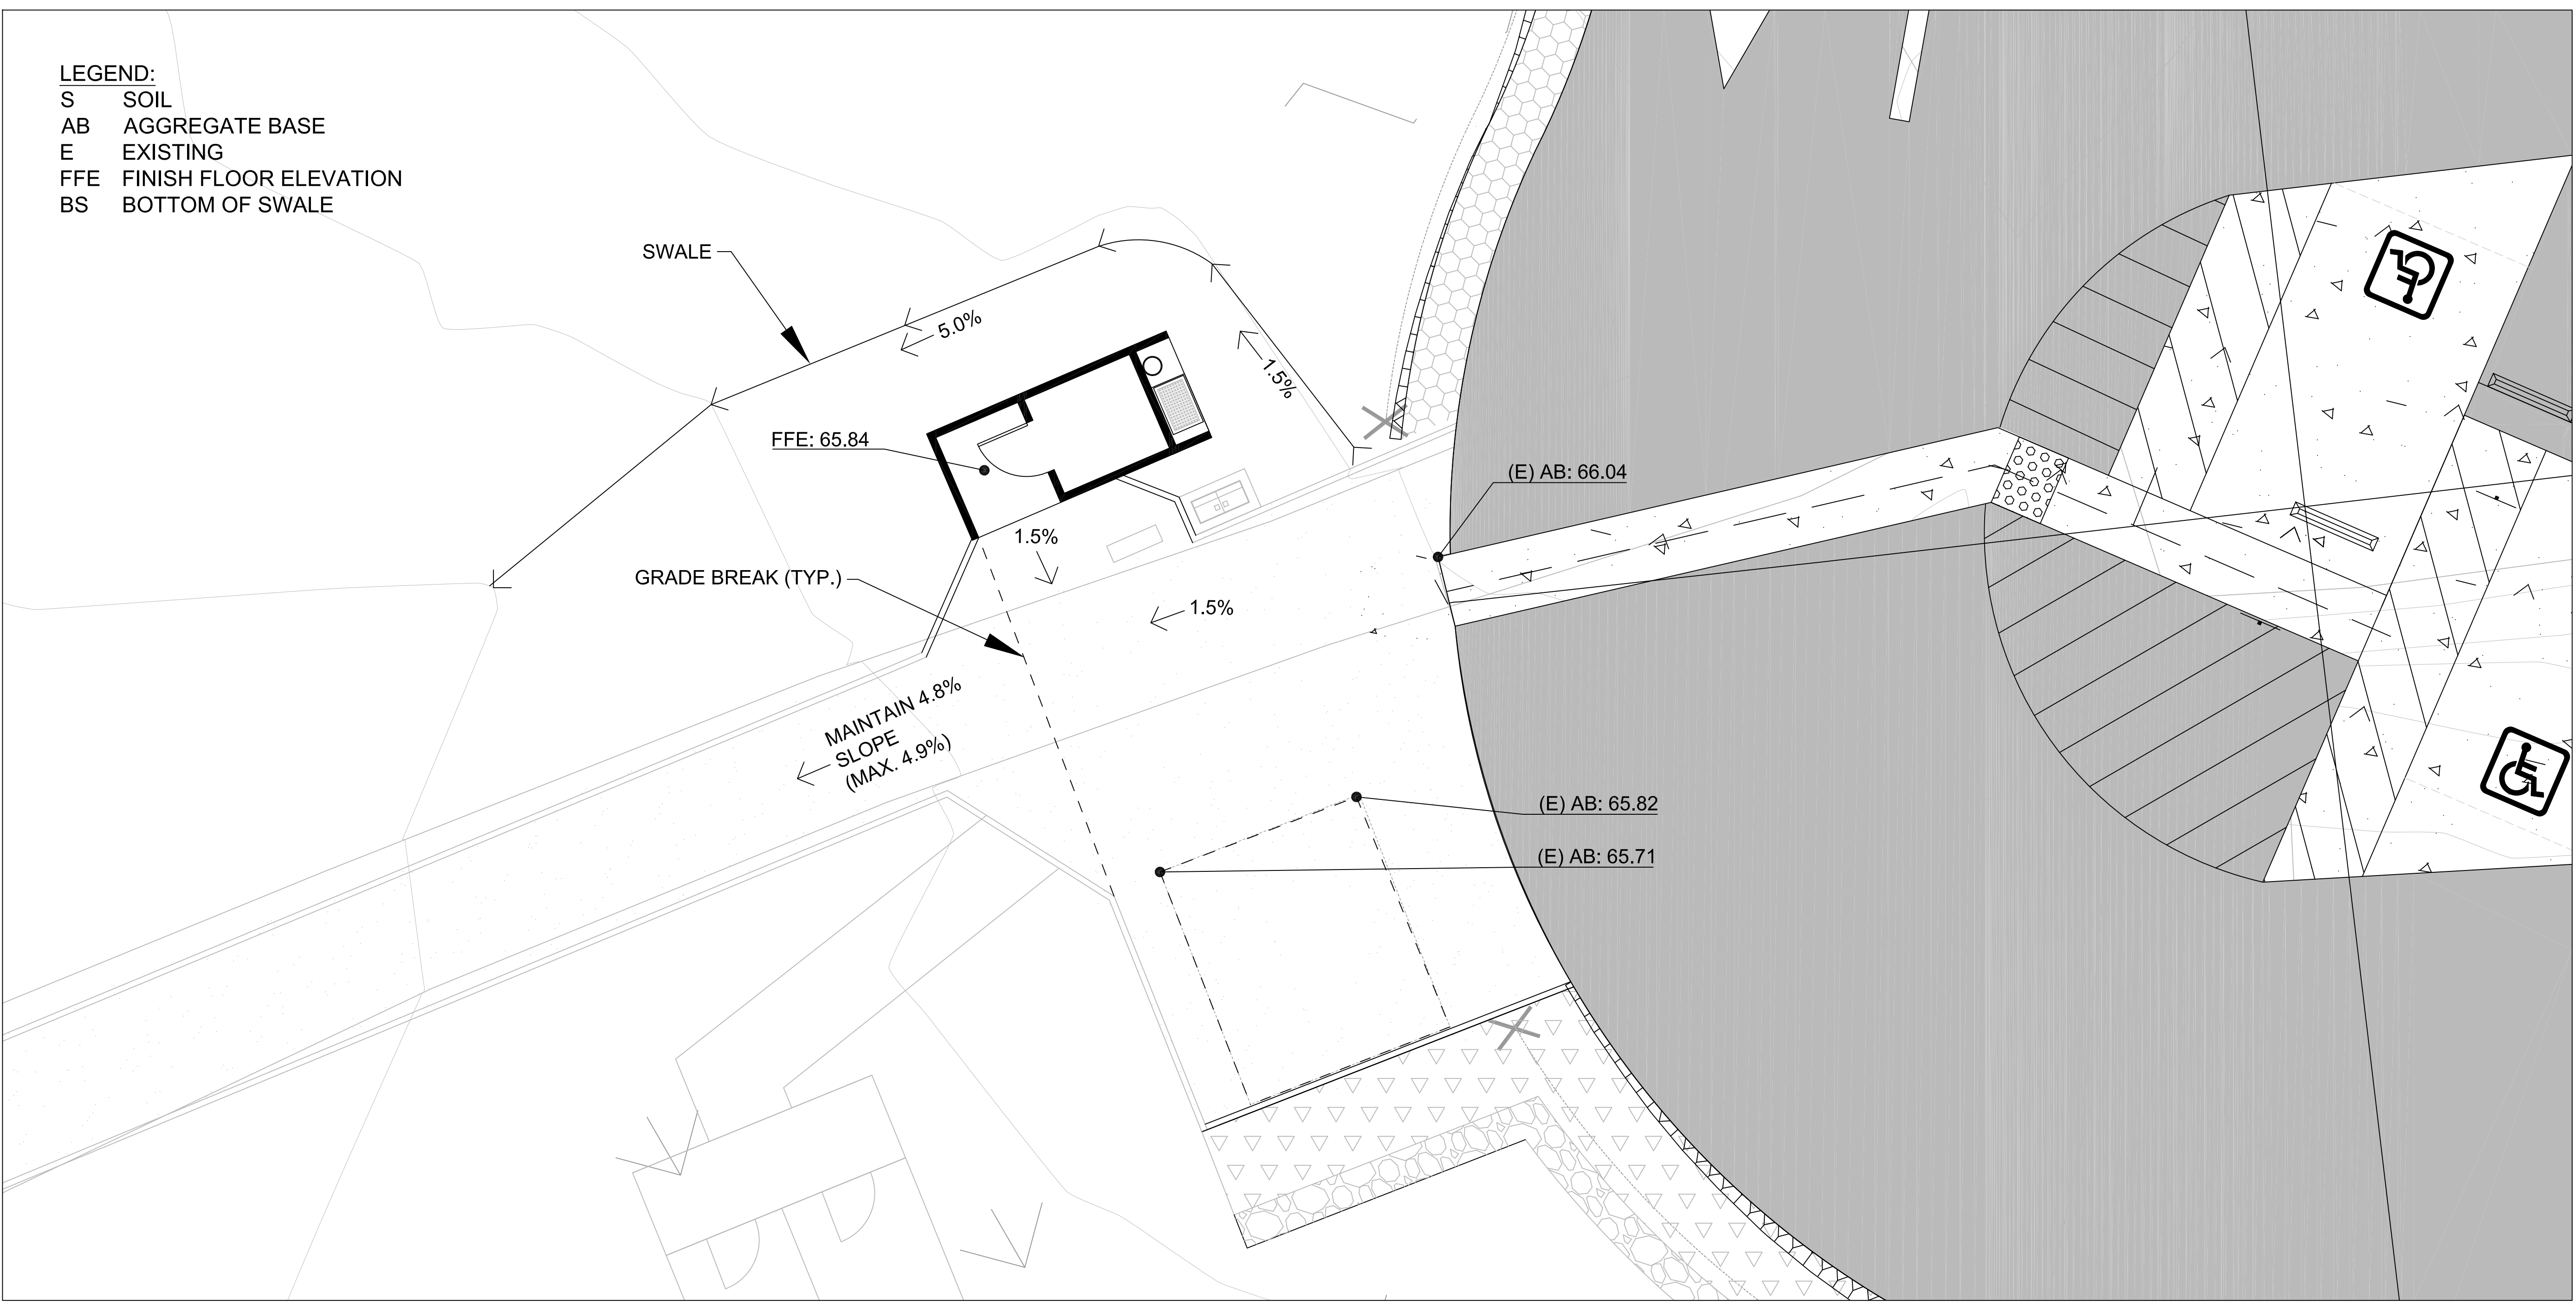 LEGEND:
S SOIL
AB AGGREGATE BASE
E EXISTING
FFE FINISH FLOOR ELEVATION
BS BOTTOM OF SWALE
SWALE
5.0%
1.5%
FFE: 65.84
(E) AB: 66.04
1.5%
GRADE BREAK (TYP.)
1.5%
MAINTAIN 4.8%
SLOPE
(MAX. 4.9%)
(E) AB: 65.82
(E) AB: 65.71